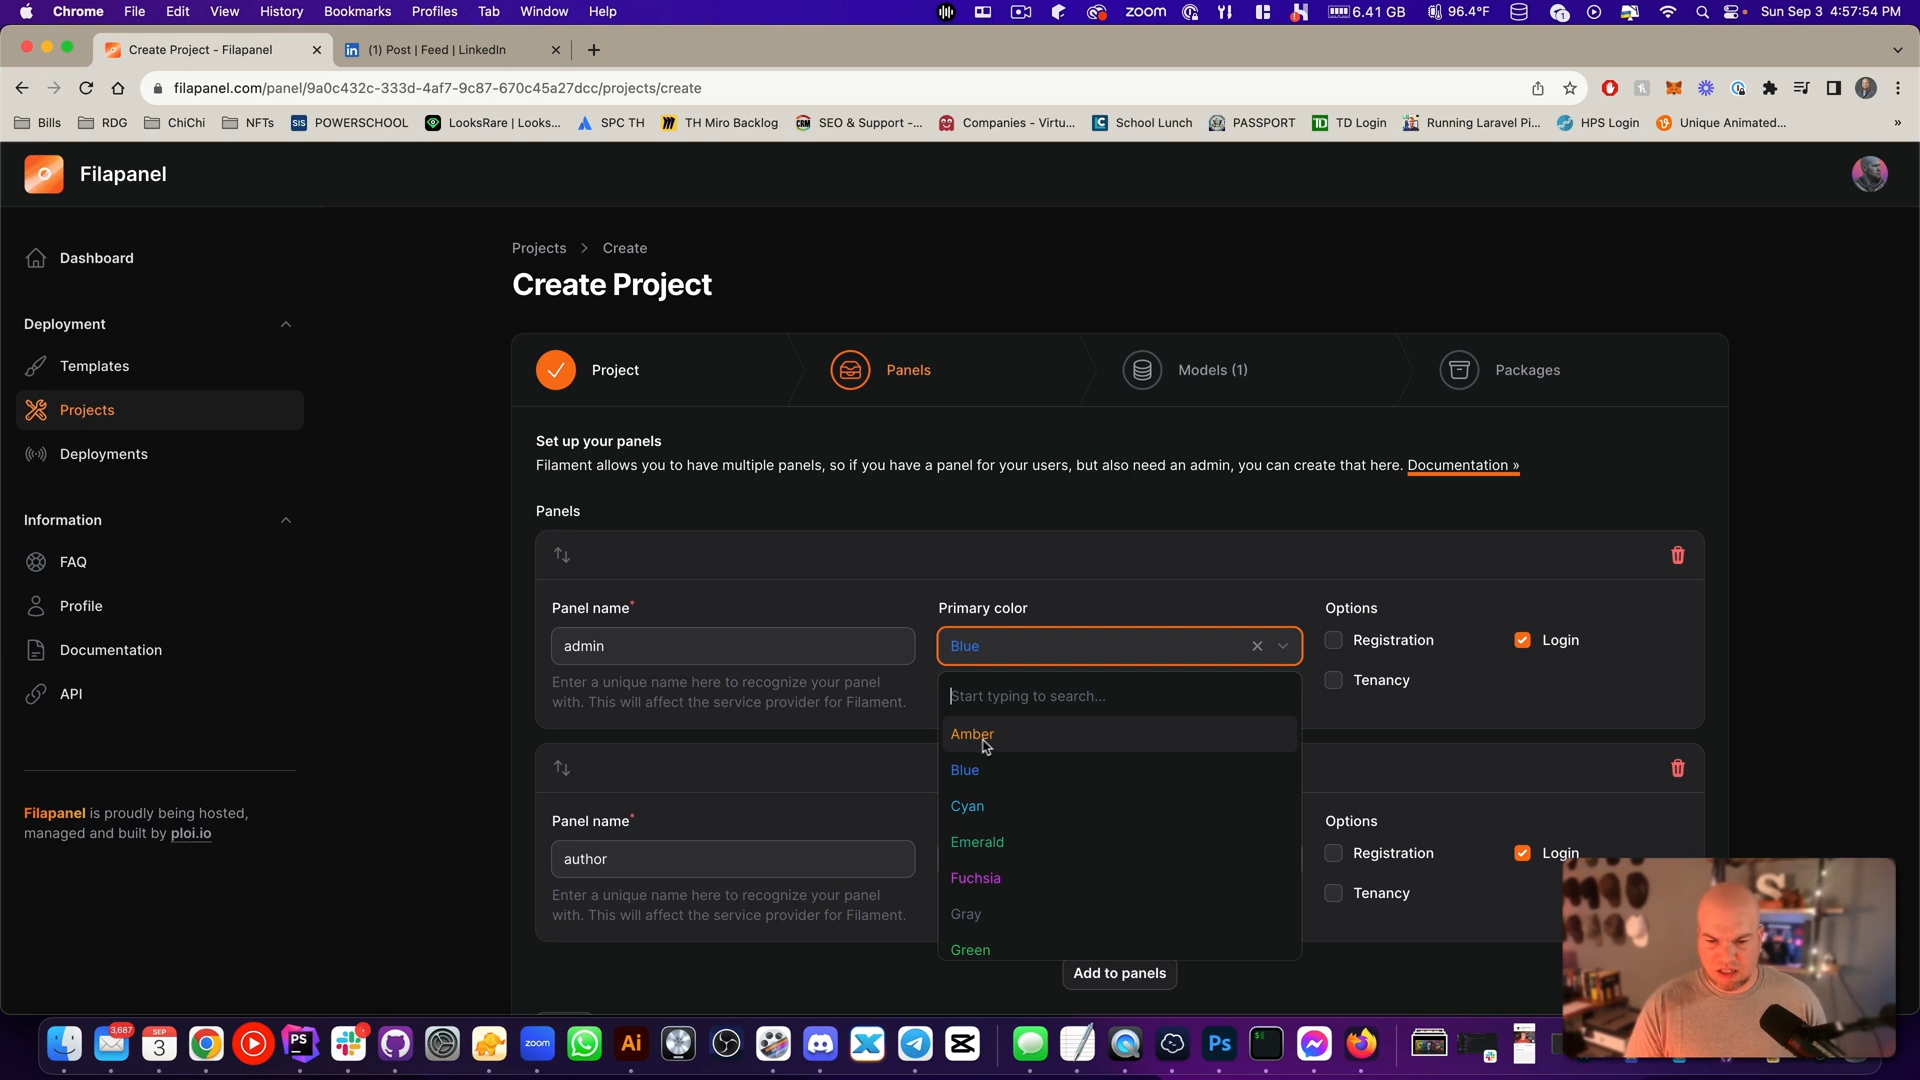 Chrome File Edit View History Bookmarks Profiles Tab Window Help
zoom 6.41 GB 96.4°F Sun Sep 3 4:57:54 PM
Create Project - Filapanel
(1) Post | Feed | LinkedIn
filapanel.com/panel/9a0c432c-333d-4af7-9c87-670c45a27dcc/projects/create
Bills RDG ChiChi NFTs POWERSCHOOL LooksRare | Looks... SPC TH TH Miro Backlog SEO & Support -... Companies - Virtu... School Lunch PASSPORT TD Login Running Laravel Pi... HPS Login Unique Animated... »
Filapanel
Dashboard
Deployment
Templates
Projects
Deployments
Information
FAQ
Profile
Documentation
API
Filapanel is proudly being hosted,
managed and built by ploi.io
Projects > Create
Create Project
Project
Panels
Models (1)
Packages
Set up your panels
Filament allows you to have multiple panels, so if you have a panel for your users, but also need an admin, you can create that here. Documentation »
Panels
Panel name*
admin
Enter a unique name here to recognize your panel
with. This will affect the service provider for Filament.
Primary color
Blue
Start typing to search...
Amber
Blue
Cyan
Emerald
Fuchsia
Gray
Green
Options
Registration
Login
Tenancy
Panel name*
author
Enter a unique name here to recognize your panel
with. This will affect the service provider for Filament.
Options
Registration
Login
Tenancy
Add to panels
3,687
SEP
3
PS
zoom
Ai
Ps